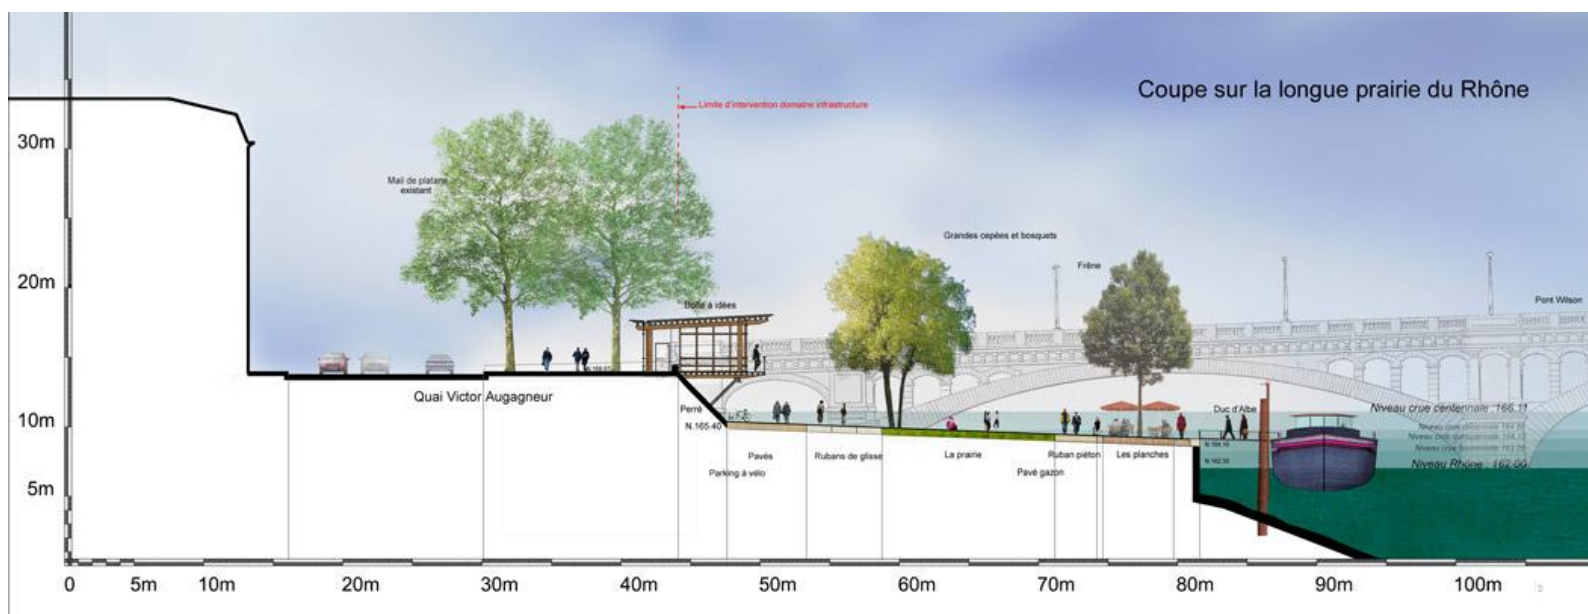 Coupe sur la longue prairie du Rhône
Limite d'intervention domaine infrastructure
30m
Mail de platane
existant
Grandes cepées et bosquets
Frêne
20m
Pont Wilson
Boîte à idées
Quai Victor Augagneur
10m
Perré
N.165.40
Duc d'Albe
Niveau crue centennale : 166.11
Pavés
Rubans de glisse
La prairie
Ruban piéton
Les planches
N 164.10
Niveau Rhône : 162.00
Parking à vélo
Pavé gazon
5m
0
5m
10m
20m
30m
40m
50m
60m
70m
80m
90m
100m